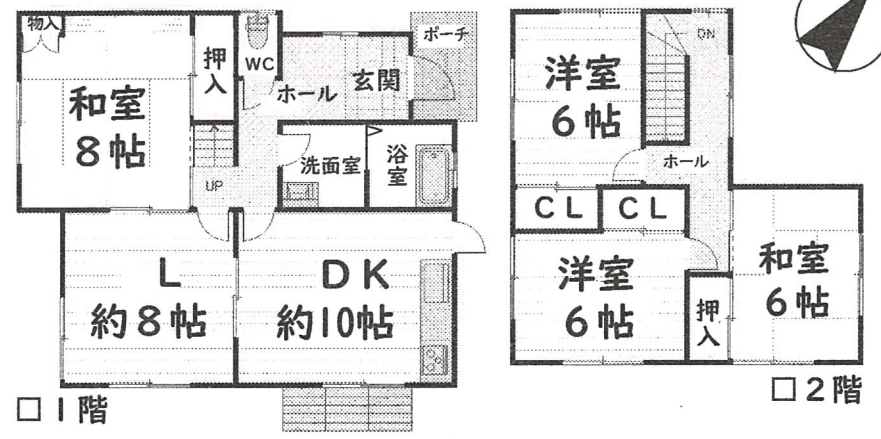 物入
押入
WC
ホール
玄関
ポーチ
和室
8帖
UP
洗面室
浴室
L
約8帖
DK
約10帖
□1階
洋室
6帖
DN
ホール
CL
CL
洋室
6帖
押入
和室
6帖
□2階